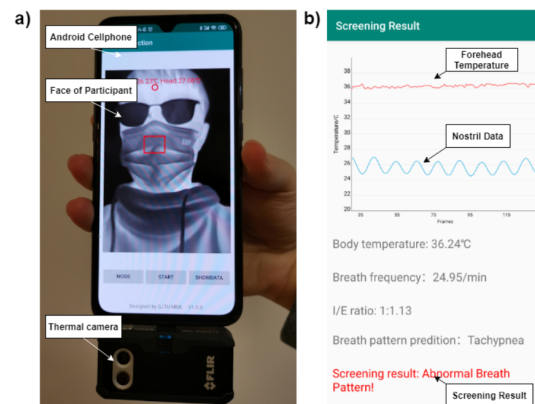 a)
Android Cellphone
Face of Participant
MODE
START
SHOWDATA
Thermal camera
FLIR
b)
Screening Result
Forehead
Temperature
Nostril Data
Temperature/℃
38
36
34
32
30
28
26
24
22
20
Frames
Body temperature: 36.24℃
Breath frequency: 24.95/min
I/E ratio: 1:1.13
Breath pattern predition: Tachypnea
Screening result: Abnormal Breath
Pattern!
Screening Result